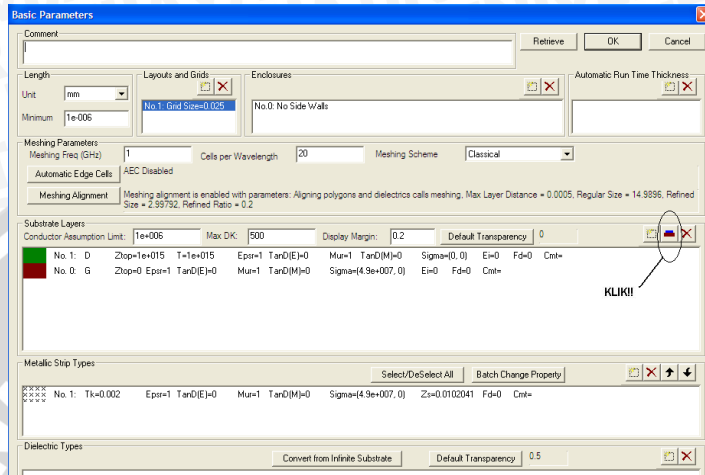 Basic Parameters
Comment
Retrieve
OK
Cancel
Length
Layouts and Grids
Enclosures
Automatic Run Time Thickness
Unit
mm
No.1: Grid Size=0.025
No.0: No Side Walls
Minimum
1e-006
Meshing Parameters
Meshing Freq (GHz)
1
Cells per Wavelength
20
Meshing Scheme
Classical
Automatic Edge Cells
AEC Disabled
Meshing Alignment
Meshing alignment is enabled with parameters: Aligning polygons and dielectrics calls meshing, Max Layer Distance = 0.0005, Regular Size = 14.9896, Refined
Size = 2.99792, Refined Ratio = 0.2
Substrate Layers
Conductor Assumption Limit:
1e+006
Max DK:
500
Display Margin:
0.2
Default Transparency
0
No. 1: D Ztop=1e+015 T=1e+015 Epsr=1 TanD(E)=0 Mur=1 TanD(M)=0 Sigma=(0, 0) Ei=0 Fd=0 Cmt=
No. 0: G Ztop=0 Epsr=1 TanD(E)=0 Mur=1 TanD(M)=0 Sigma=(4.9e+007, 0) Ei=0 Fd=0 Cmt=
KLIK!!
Metallic Strip Types
Select/DeSelect All
Batch Change Property
No. 1: Tk=0.002 Epsr=1 TanD(E)=0 Mur=1 TanD(M)=0 Sigma=(4.9e+007, 0) Zs=0.0102041 Fd=0 Cmt=
Dielectric Types
Convert from Infinite Substrate
Default Transparency
0.5